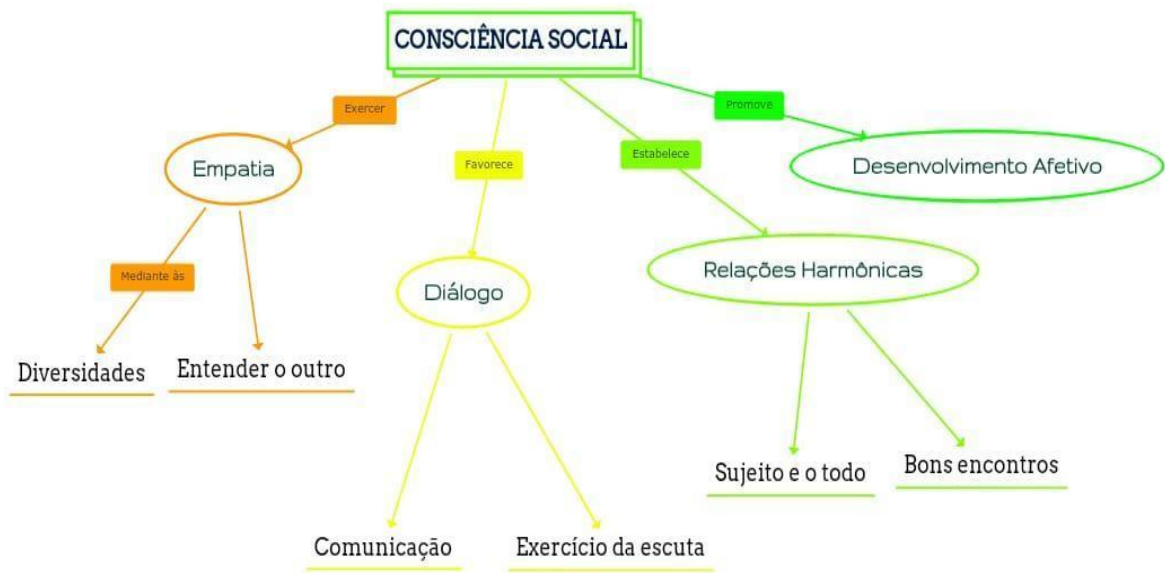 CONSCIÊNCIA SOCIAL
Exercer
Promove
Favorece
Estabelece
Empatia
Desenvolvimento Afetivo
Mediante às
Diálogo
Relações Harmônicas
Diversidades
Entender o outro
Sujeito e o todo
Bons encontros
Comunicação
Exercício da escuta